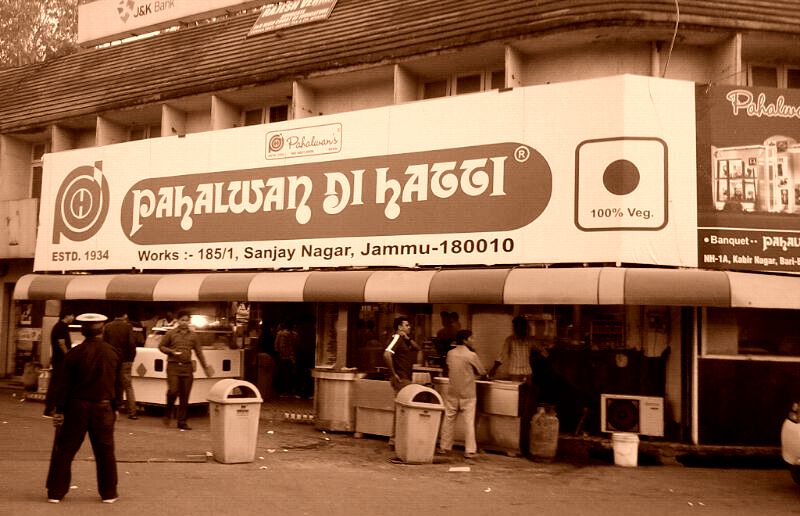 J&K Bank
Pahalwan's
PAHALWAN DI HATTI ®
100% Veg.
ESTD. 1934
Works :- 185/1, Sanjay Nagar, Jammu-180010
Banquet
NH-1A, Kabir Nagar, Bari-